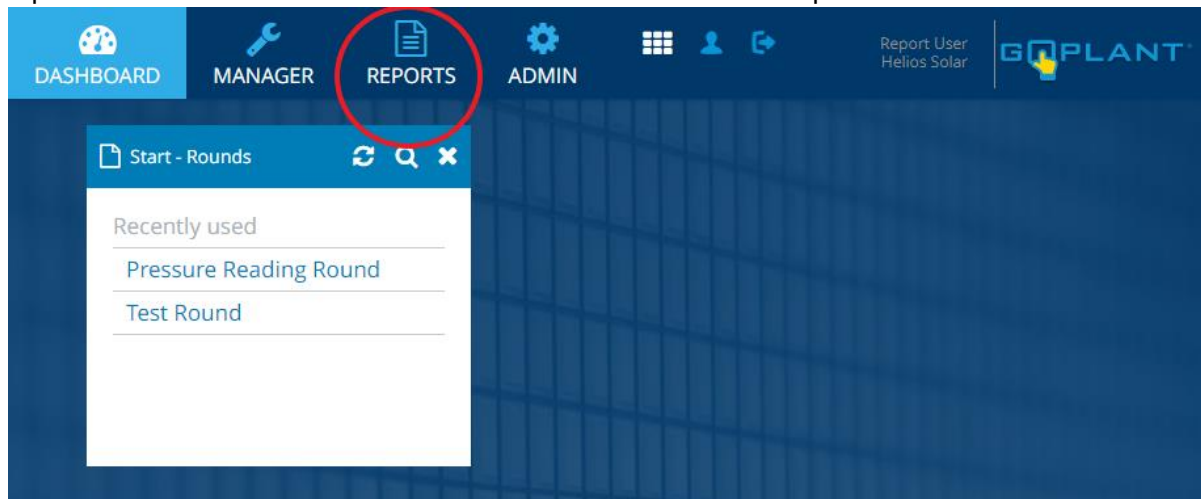 DASHBOARD
MANAGER
REPORTS
ADMIN
Report User
Helios Solar
GOPLANT
Start - Rounds
Recently used
Pressure Reading Round
Test Round